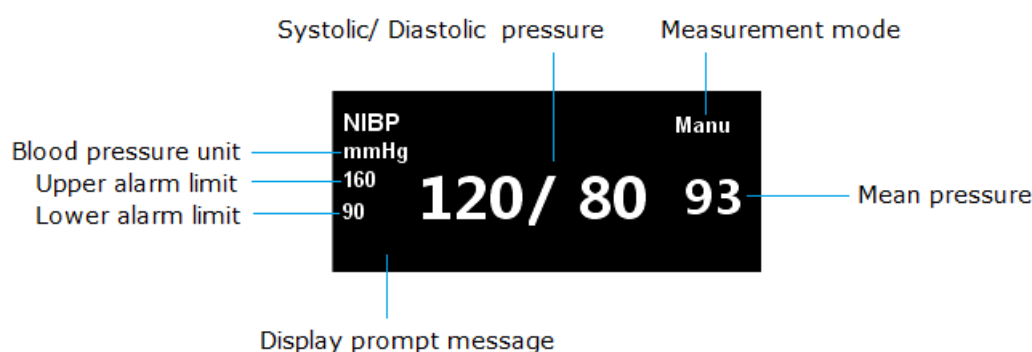 Systolic/ Diastolic pressure
Measurement mode
NIBP
Manu
Blood pressure unit
mmHg
Upper alarm limit
160
Lower alarm limit
90
120/ 80
93
Mean pressure
Display prompt message